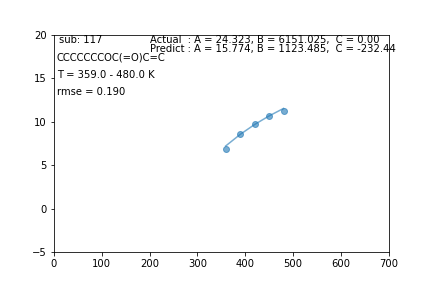 sub: 117
Actual : A = 24.323, B = 6151.025, C = 0.00
Predict : A = 15.774, B = 1123.485, C = -232.44
CCCCCCCOC(=O)C=C
T = 359.0 - 480.0 K
rmse = 0.190
20
15
10
5
0
−5
0 100 200 300 400 500 600 700